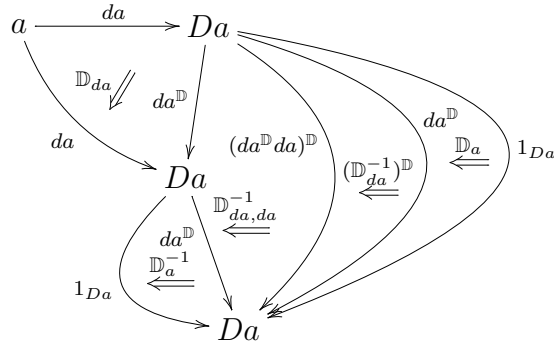 a da Da
𝔻_{da} da^𝔻 da^𝔻
da (da^𝔻 da)^𝔻 (𝔻_{da}^{-1})^𝔻 𝔻_a 1_{Da}
Da
𝔻_{da,da}^{-1}
da^𝔻
𝔻_a^{-1}
1_{Da}
Da